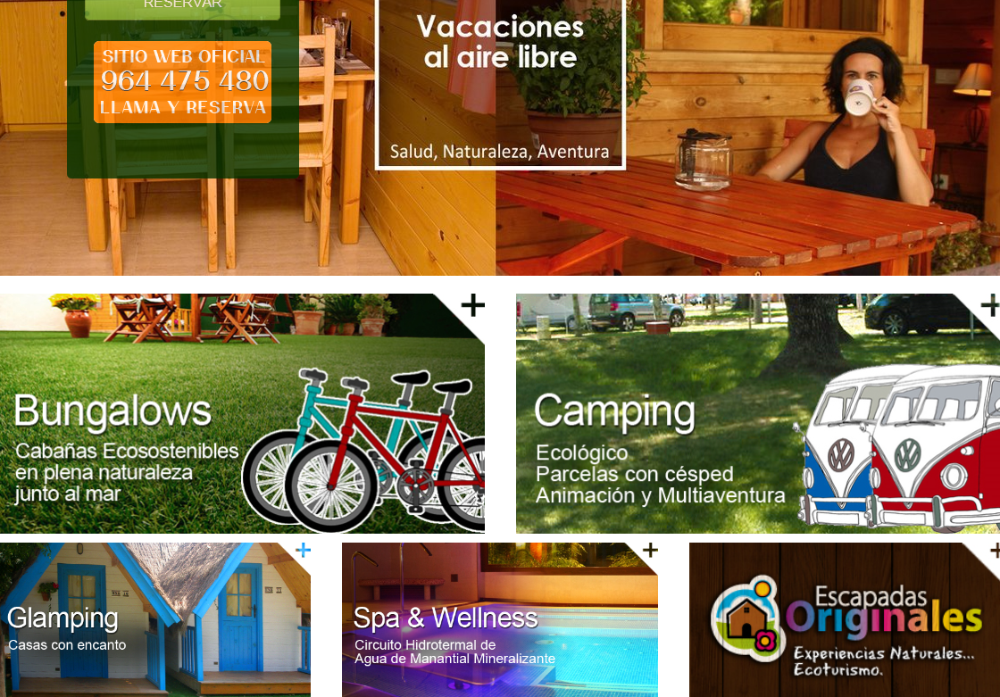 RESERVAR
SITIO WEB OFICIAL
964 475 480
LLAMA Y RESERVA
Vacaciones
al aire libre
Salud, Naturaleza, Aventura
Bungalows
Cabañas Ecosostenibles
en plena naturaleza
junto al mar
Camping
Ecológico
Parcelas con césped
Animación y Multiaventura
Glamping
Casas con encanto
Spa & Wellness
Circuito Hidrotermal de
Agua de Manantial Mineralizante
Escapadas
Originales
Experiencias Naturales...
Ecoturismo.